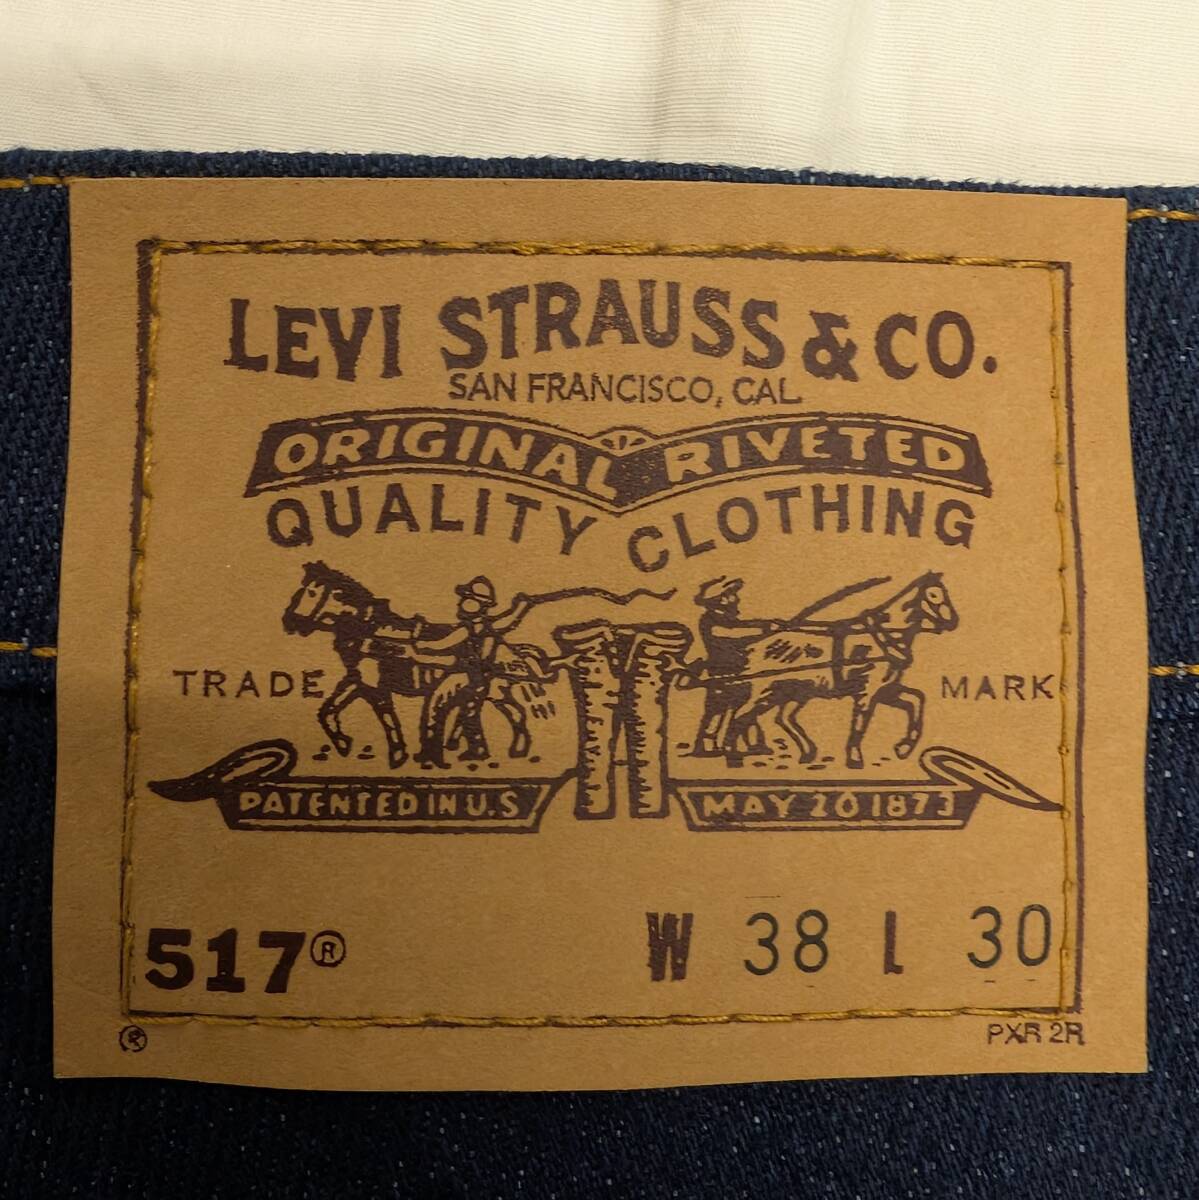 LEVI STRAUSS & CO.
SAN FRANCISCO, CAL
ORIGINAL RIVETED
QUALITY CLOTHING
TRADE MARK
PATENTED IN U.S MAY 20 1873
517® W 38 L 30
® PXR 2R